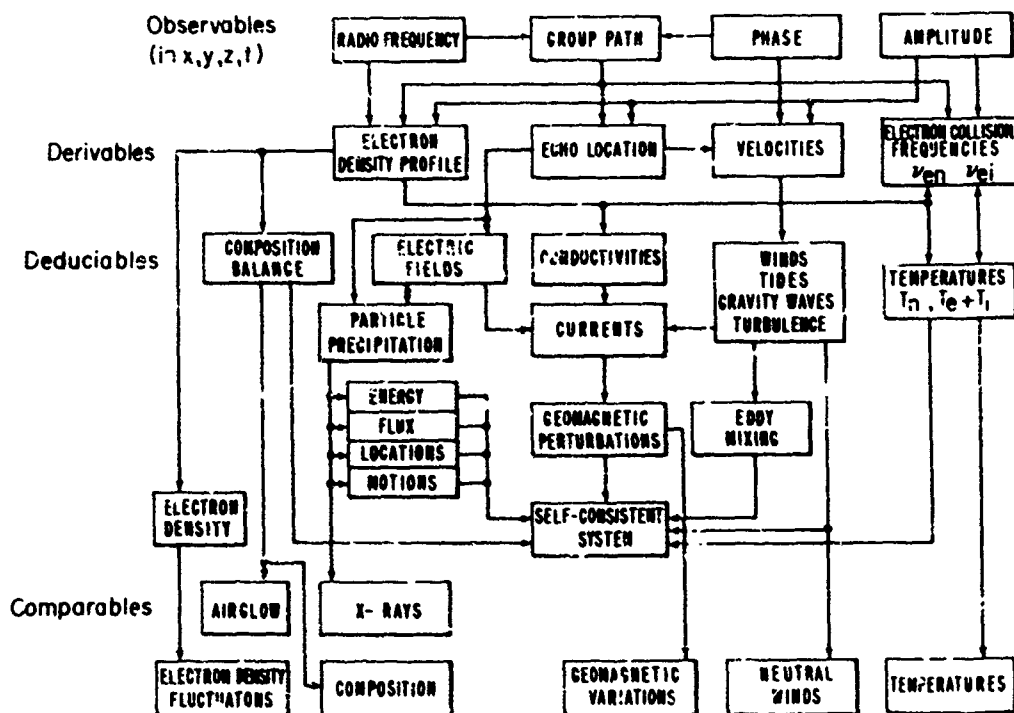 Observables
(in x,y,z,t)
RADIO FREQUENCY
GROUP PATH
PHASE
AMPLITUDE
Derivables
ELECTRON
DENSITY PROFILE
ECHO LOCATION
VELOCITIES
ELECTRON COLLISION
FREQUENCIES
νen νei
Deduciables
COMPOSITION
BALANCE
ELECTRIC
FIELDS
CONDUCTIVITIES
WINDS
TIDES
GRAVITY WAVES
TURBULENCE
TEMPERATURES
Tn , Te + Ti
PARTICLE
PRECIPITATION
CURRENTS
ENERGY
FLUX
LOCATIONS
MOTIONS
GEOMAGNETIC
PERTURBATIONS
EDDY
MIXING
ELECTRON
DENSITY
SELF-CONSISTENT
SYSTEM
Comparables
AIRGLOW
X- RAYS
ELECTRON DENSITY
FLUCTUATONS
COMPOSITION
GEOMAGNETIC
VARIATIONS
NEUTRAL
WINDS
TEMPERATURES